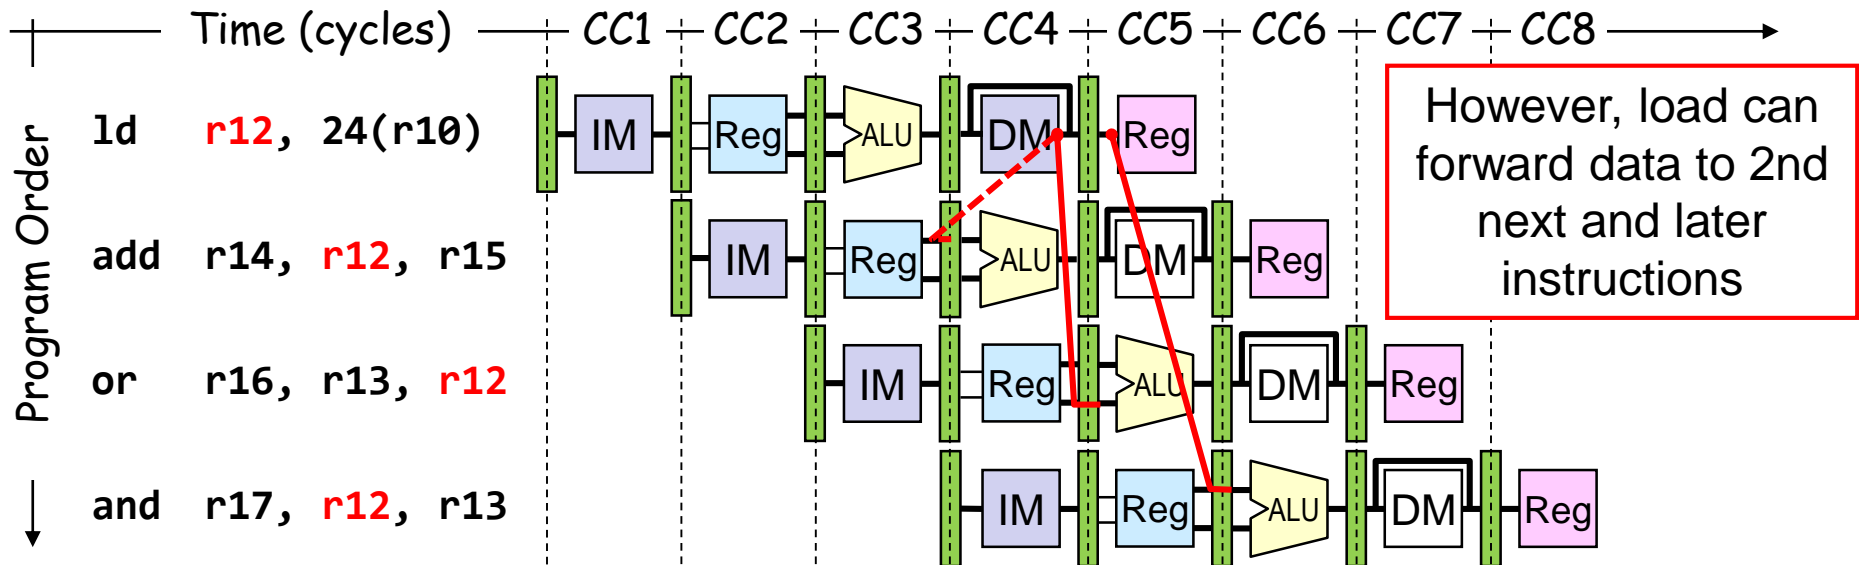 Time (cycles) CC1 CC2 CC3 CC4 CC5 CC6 CC7 CC8
Program Order
ld r12, 24(r10) IM Reg ALU DM Reg
add r14, r12, r15 IM Reg ALU DM Reg
or r16, r13, r12 IM Reg ALU DM Reg
and r17, r12, r13 IM Reg ALU DM Reg
However, load can
forward data to 2nd
next and later
instructions